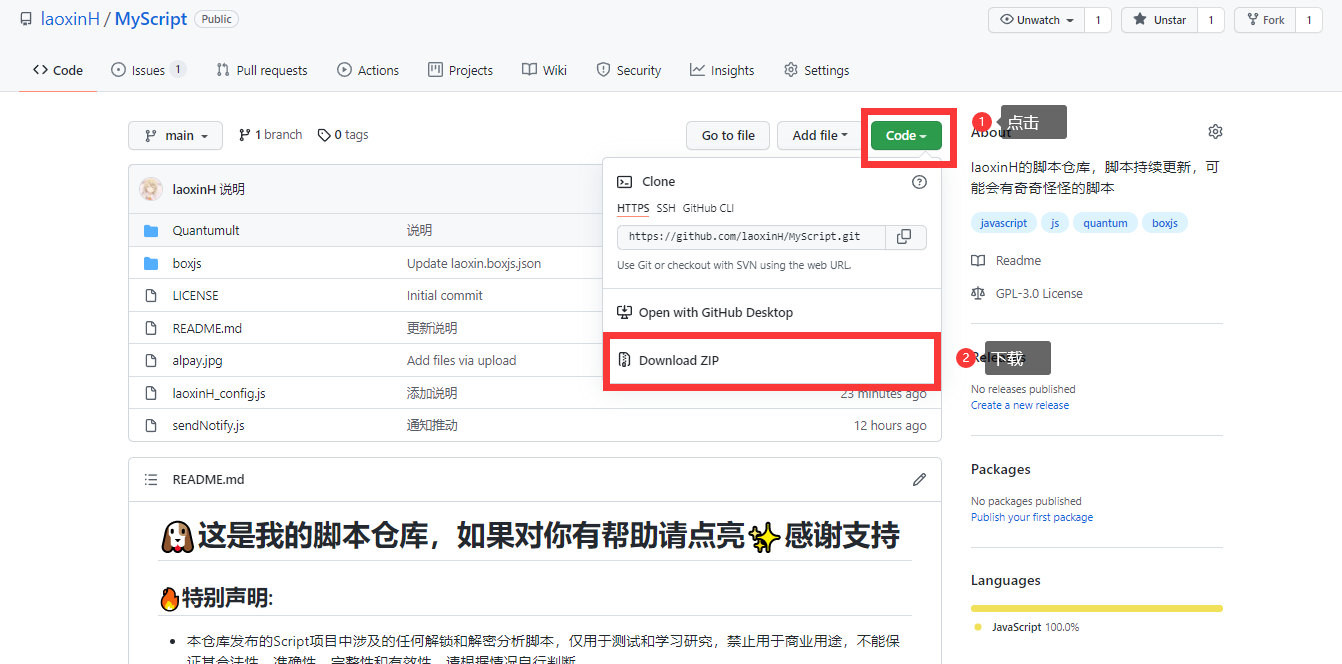 laoxinH / MyScript Public
Unwatch 1 Unstar 1 Fork 1
Code Issues 1 Pull requests Actions Projects Wiki Security Insights Settings
main 1 branch 0 tags Go to file Add file Code
1 点击
About
laoxinH的脚本仓库，脚本持续更新，可
能会有奇奇怪怪的脚本
javascript js quantum boxjs
Readme
GPL-3.0 License
laoxinH 说明
Quantumult 说明
boxjs Update laoxin.boxjs.json
LICENSE Initial commit
README.md 更新说明
alpay.jpg Add files via upload
laoxinH_config.js 添加说明 23 minutes ago
sendNotify.js 通知推动 12 hours ago
Clone
HTTPS SSH GitHub CLI
https://github.com/laoxinH/MyScript.git
Use Git or checkout with SVN using the web URL.
Open with GitHub Desktop
Download ZIP
2 下载
No releases published
Create a new release
Packages
No packages published
Publish your first package
Languages
JavaScript 100.0%
README.md
这是我的脚本仓库，如果对你有帮助请点亮✨感谢支持
🔥特别声明:
本仓库发布的Script项目中涉及的任何解锁和解密分析脚本，仅用于测试和学习研究，禁止用于商业用途，不能保
证其合法性，准确性，完整性和有效性，请根据情况自行判断.